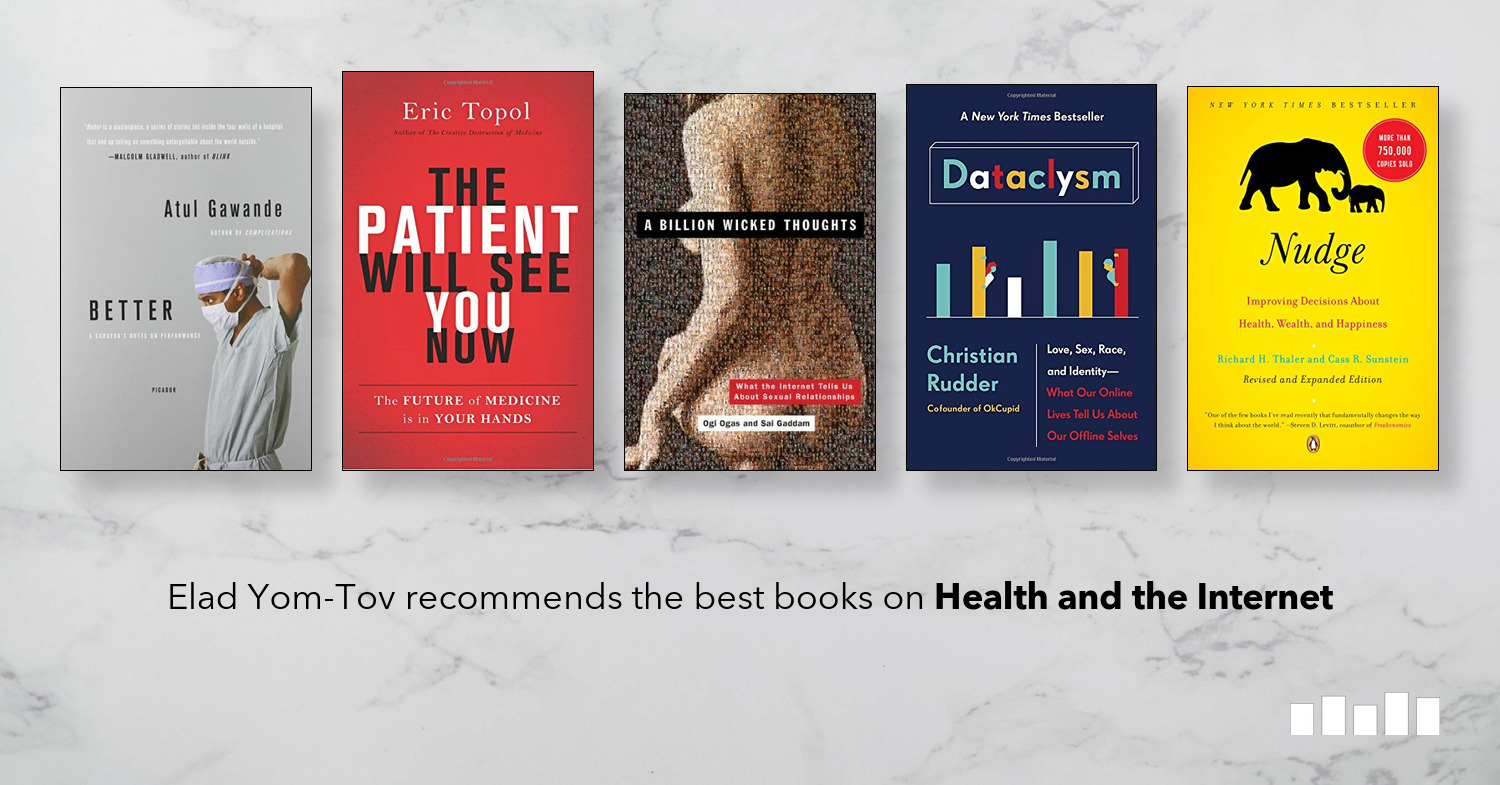 "Better is a masterpiece, a series of stories set inside the four walls of a hospital
that end up telling us something unforgettable about the world outside."
—MALCOLM GLADWELL, author of BLINK
Atul Gawande
AUTHOR OF COMPLICATIONS
BETTER
A SURGEON'S NOTES ON PERFORMANCE
PICADOR
Copyrighted Material
Eric Topol
Author of The Creative Destruction of Medicine
THE
PATIENT
WILL SEE
YOU
NOW
The FUTURE of MEDICINE
is in YOUR HANDS
Copyrighted Material
A BILLION WICKED THOUGHTS
What the Internet Tells Us
About Sexual Relationships
Ogi Ogas and Sai Gaddam
Copyrighted Material
A New York Times Bestseller
Dataclysm
Christian
Rudder
Cofounder of OkCupid
Love, Sex, Race,
and Identity—
What Our Online
Lives Tell Us About
Our Offline Selves
Copyrighted Material
NEW YORK TIMES BESTSELLER
MORE THAN
750,000
COPIES SOLD
Nudge
Improving Decisions About
Health, Wealth, and Happiness
Richard H. Thaler and Cass R. Sunstein
Revised and Expanded Edition
"One of the few books I've read recently that fundamentally changes the way
I think about the world." —Steven D. Levitt, coauthor of Freakonomics
Elad Yom-Tov recommends the best books on Health and the Internet